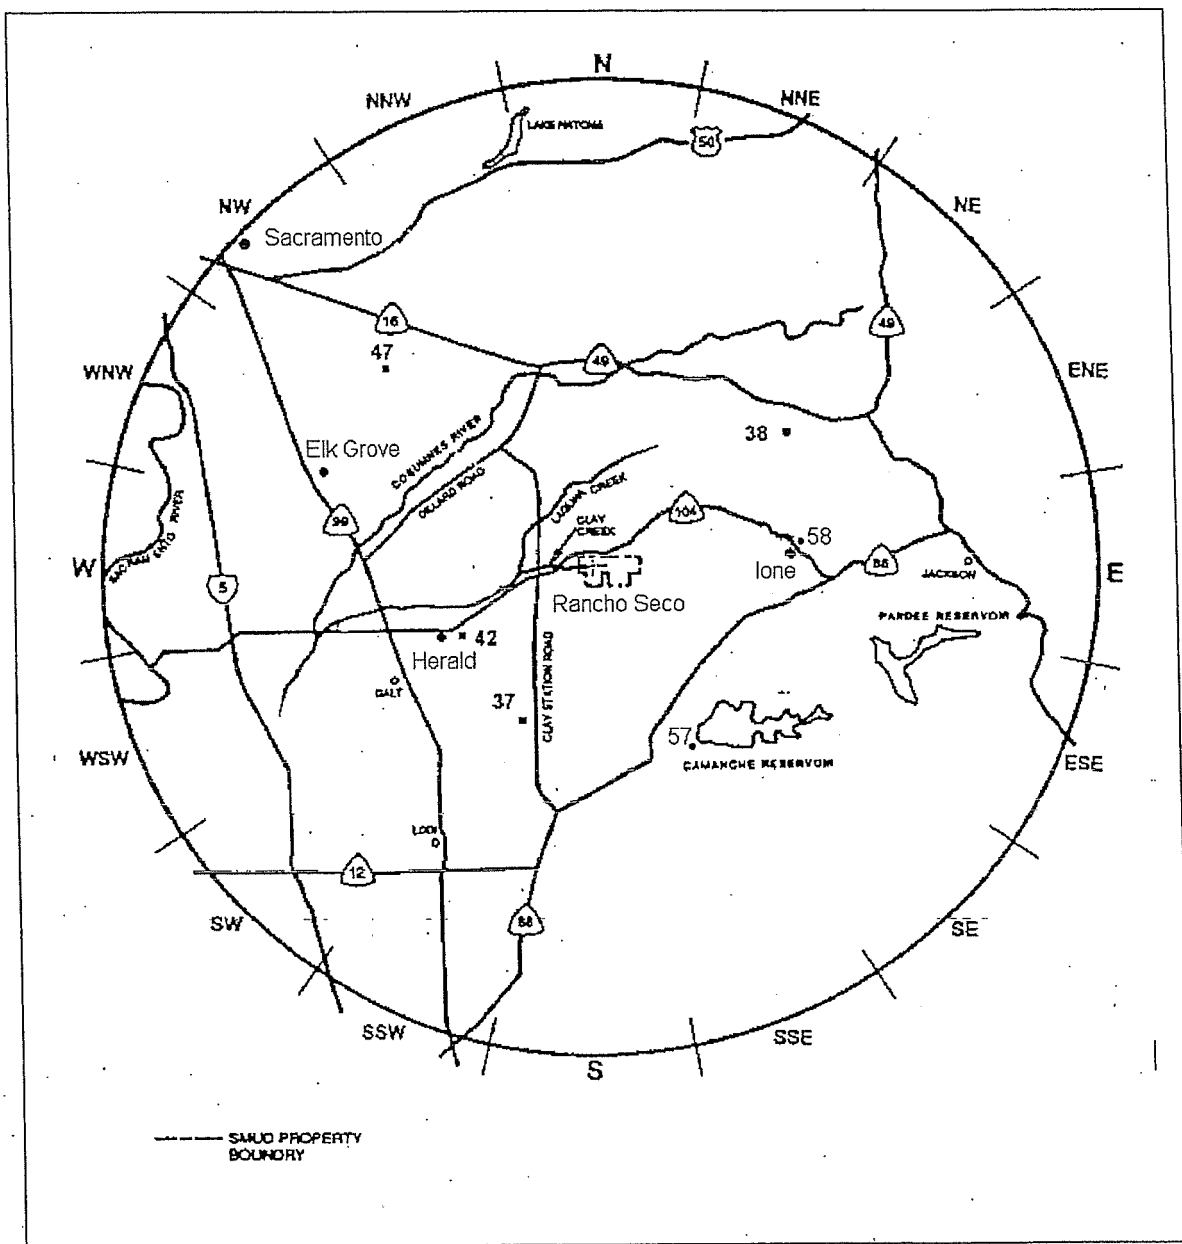 N
NNW
NNE
LAKE NATOMA
50
NW
NE
Sacramento
16
49
47
49
WNW
ENE
38
COSUMNES RIVER
Elk Grove
DILLARD ROAD
LAGUNA CREEK
SACRAMENTO RIVER
99
104
CLAY
CREEK
58
W
Ione
88
JACKSON
E
5
Rancho Seco
PARDEE RESERVOIR
42
Herald
GALT
CLAY STATION ROAD
37
57
WSW
CAMANCHE RESERVOIR
ESE
LODI
12
88
SW
SE
SSW
SSE
S
SMUD PROPERTY
BOUNDRY